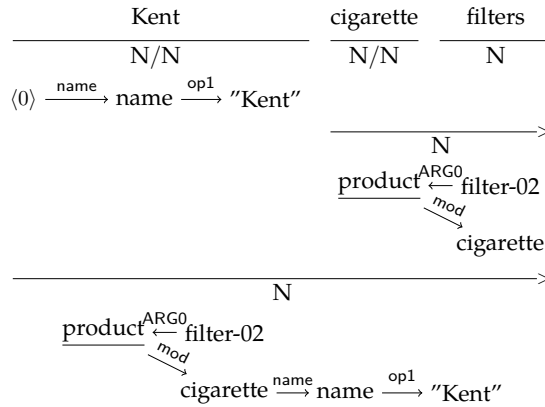 Kent cigarette filters
N/N N/N N
⟨0⟩ name name op1 "Kent"
N
product ARG0 filter-02
mod
cigarette
N
product ARG0 filter-02
mod
cigarette name name op1 "Kent"